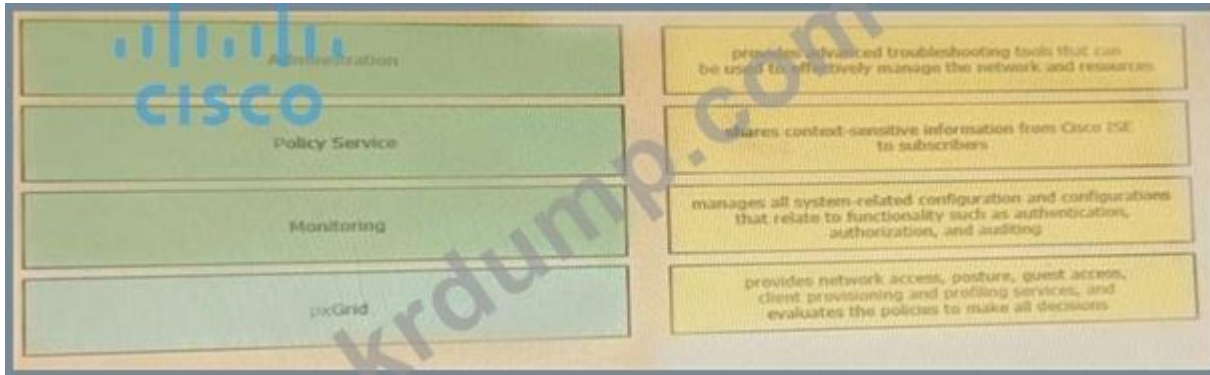 Administration
CISCO
Policy Service
Monitoring
pxGrid
provides advanced troubleshooting tools that can
be used to effectively manage the network and resources
shares context-sensitive information from Cisco ISE
to subscribers
manages all system-related configuration and configurations
that relate to functionality such as authentication,
authorization, and auditing
provides network access, posture, guest access,
client provisioning and profiling services, and
evaluates the policies to make all decisions
krdump.com